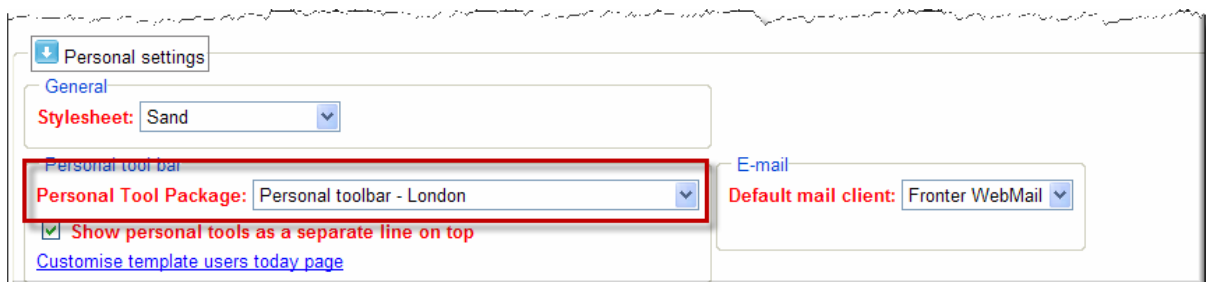 Personal settings
General
Stylesheet: Sand
Personal tool bar
Personal Tool Package: Personal toolbar - London
Show personal tools as a separate line on top
Customise template users today page
E-mail
Default mail client: Fronter WebMail